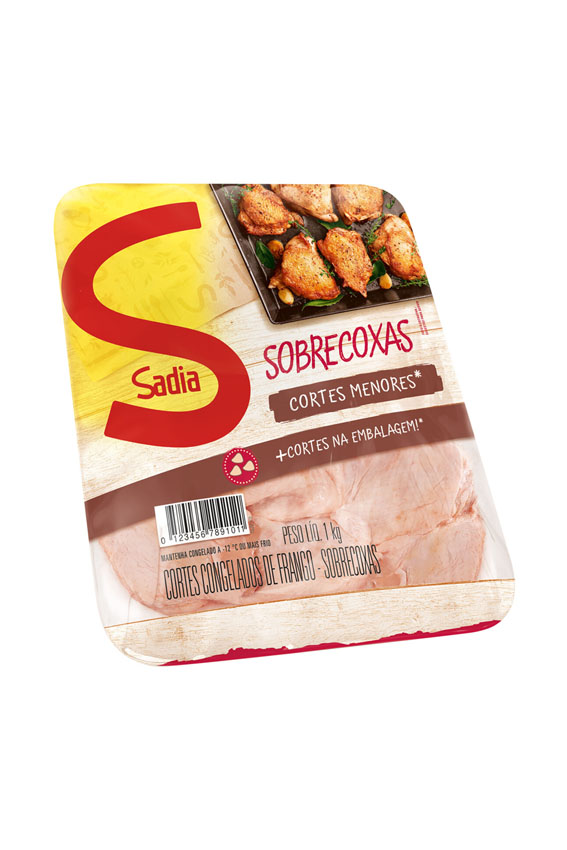 S
Sadia
SOBRECOXAS
CORTES MENORES*
+CORTES NA EMBALAGEM!*
0 123456 789101 1
MANTENHA CONGELADO A -12 °C OU MAIS FRIO
PESO LÍQ. 1 kg
CORTES CONGELADOS DE FRANGO - SOBRECOXAS